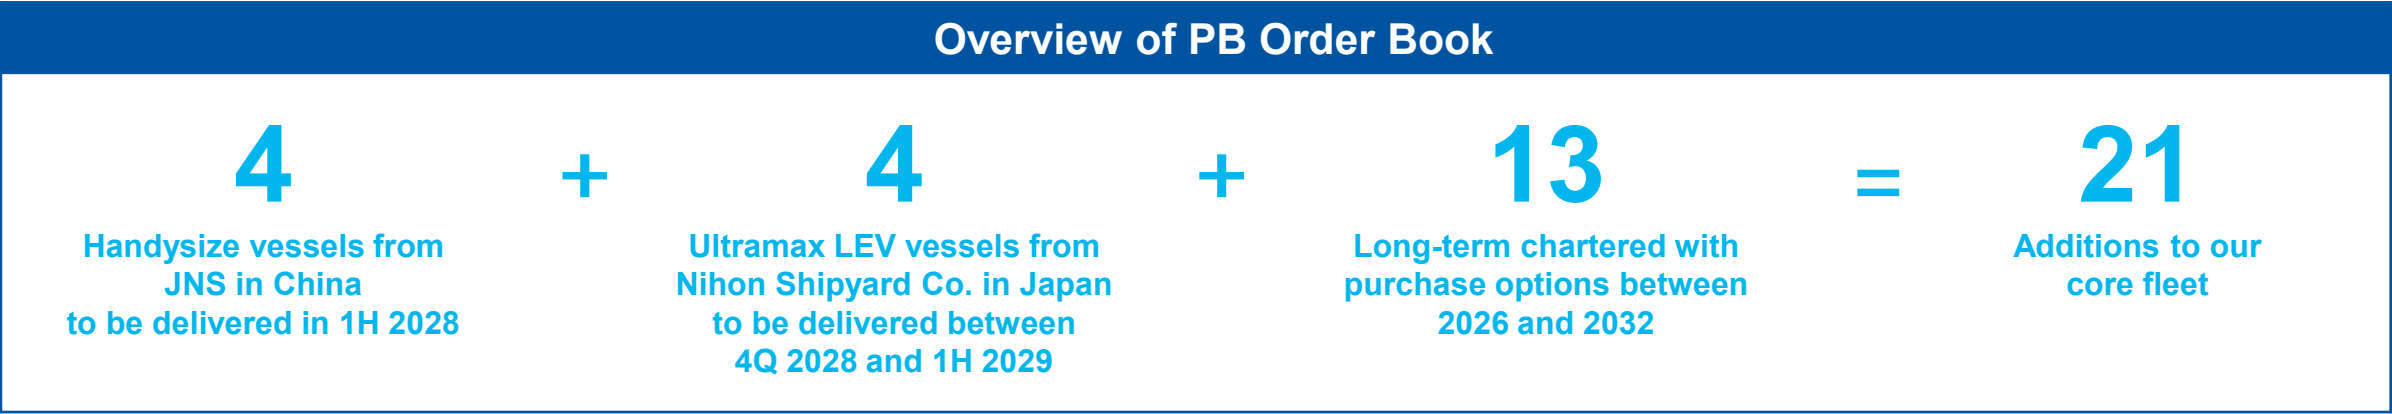 Overview of PB Order Book
4
Handysize vessels from
JNS in China
to be delivered in 1H 2028
+
4
Ultramax LEV vessels from
Nihon Shipyard Co. in Japan
to be delivered between
4Q 2028 and 1H 2029
+
13
Long-term chartered with
purchase options between
2026 and 2032
=
21
Additions to our
core fleet